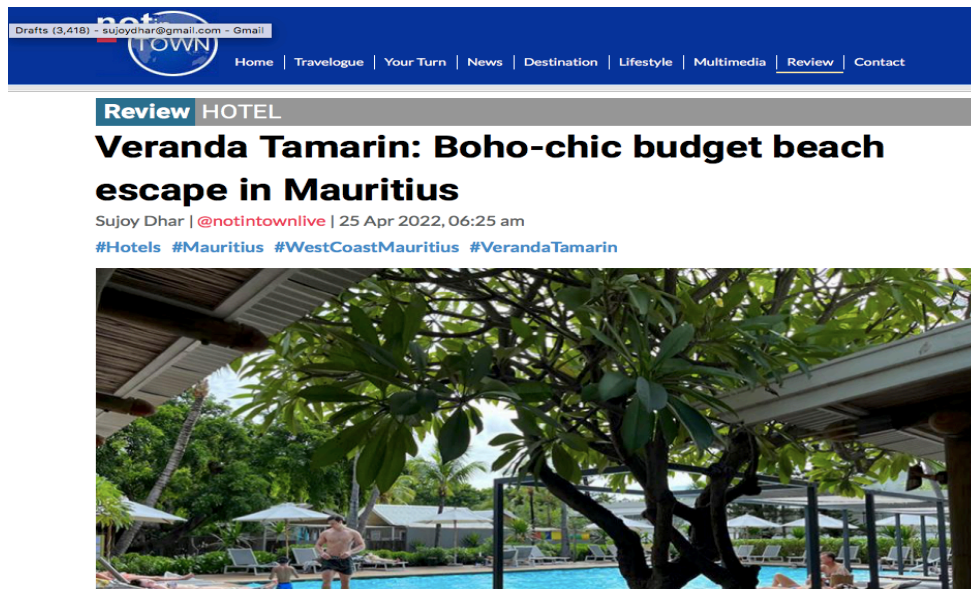 not in
Drafts (3,418) - sujoydhar@gmail.com - Gmail
TOWN
Home | Travelogue | Your Turn | News | Destination | Lifestyle | Multimedia | Review | Contact
Review HOTEL
Veranda Tamarin: Boho-chic budget beach
escape in Mauritius
Sujoy Dhar | @notintownlive | 25 Apr 2022, 06:25 am
#Hotels #Mauritius #WestCoastMauritius #VerandaTamarin